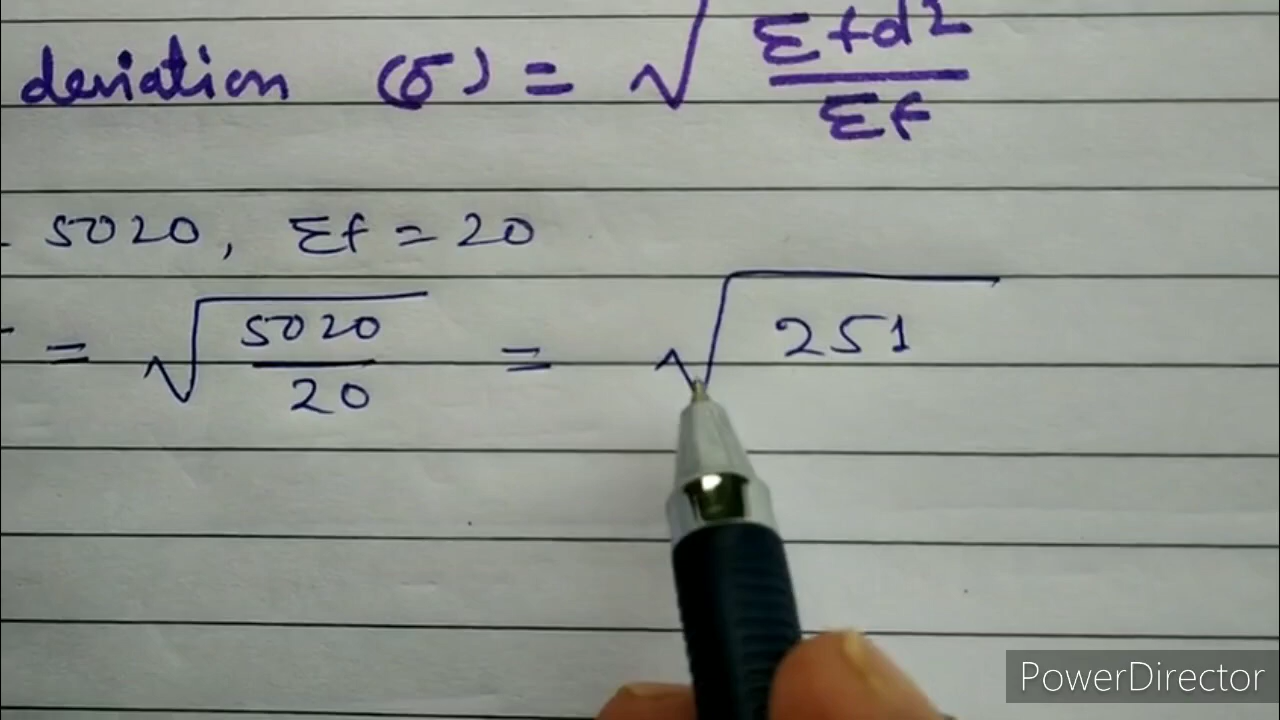 deviation (σ) = √ Σfd2 / Σf
5020, Σf = 20
= √ 5020 / 20 = √ 251
PowerDirector